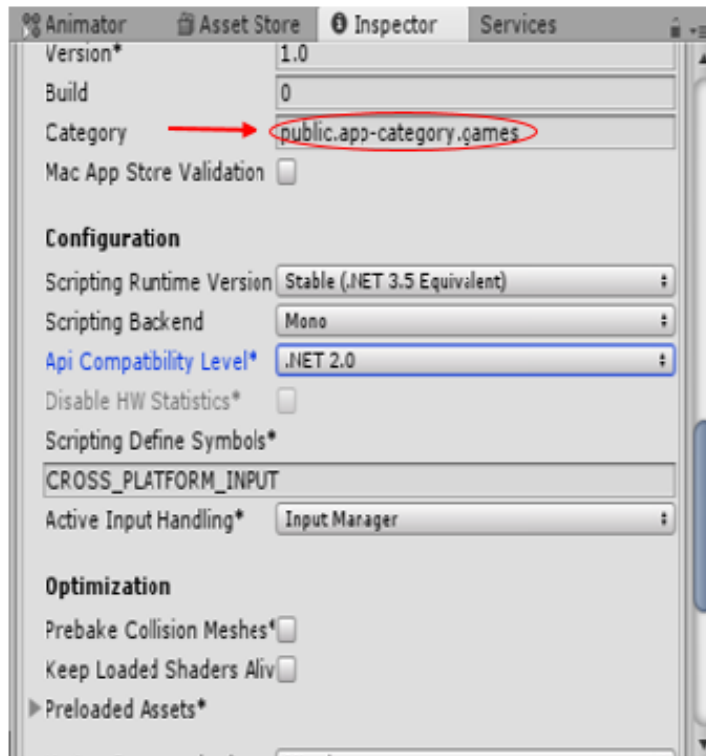 Animator Asset Store Inspector Services
Version* 1.0
Build 0
Category public.app-category.games
Mac App Store Validation
Configuration
Scripting Runtime Version Stable (.NET 3.5 Equivalent)
Scripting Backend Mono
Api Compatibility Level* .NET 2.0
Disable HW Statistics*
Scripting Define Symbols*
CROSS_PLATFORM_INPUT
Active Input Handling* Input Manager
Optimization
Prebake Collision Meshes*
Keep Loaded Shaders Aliv
Preloaded Assets*